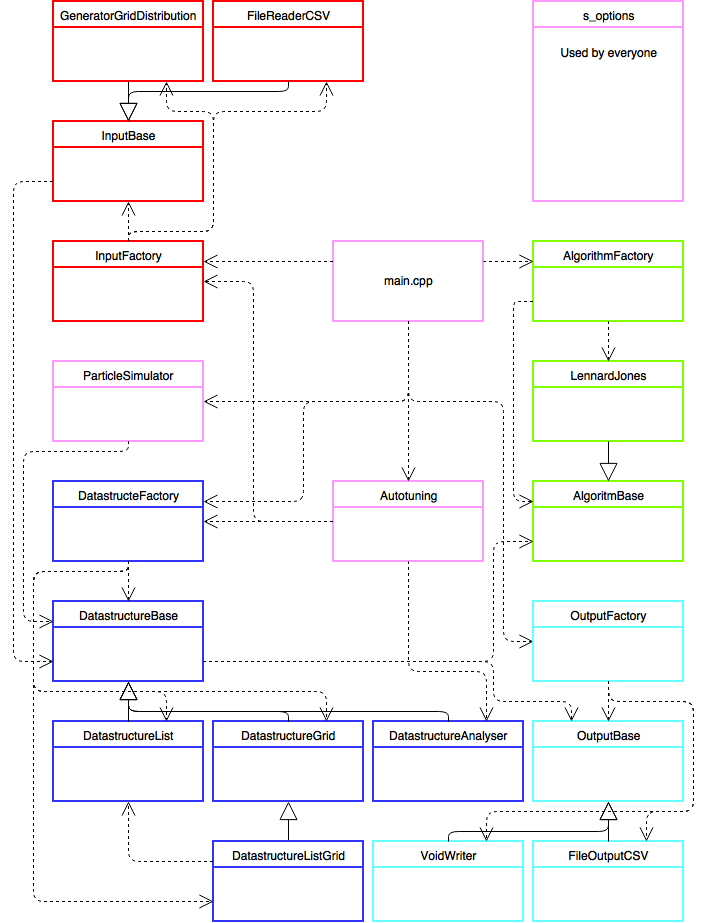 GeneratorGridDistribution
FileReaderCSV
s_options
Used by everyone
InputBase
InputFactory
main.cpp
AlgorithmFactory
ParticleSimulator
LennardJones
DatastructeFactory
Autotuning
AlgoritmBase
DatastructureBase
OutputFactory
DatastructureList
DatastructureGrid
DatastructureAnalyser
OutputBase
DatastructureListGrid
VoidWriter
FileOutputCSV